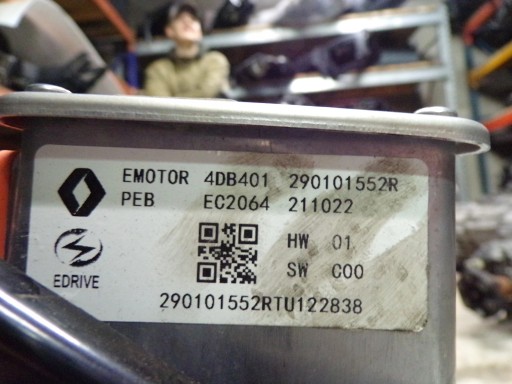 EMOTOR 4DB401 290101552R
PEB EC2064 211022
HW 01
SW C00
EDRIVE
290101552RTU122838